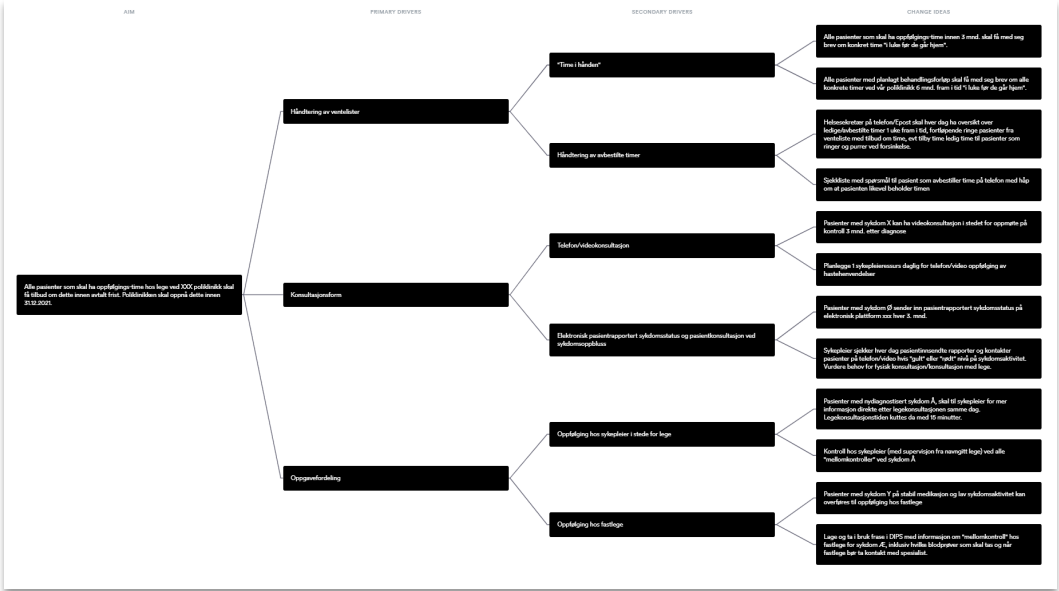 AIM
PRIMARY DRIVERS
SECONDARY DRIVERS
CHANGE IDEAS
Alle pasienter som skal ha oppfølgings-time hos lege ved XXX poliklinikk skal
få tilbud om dette innen avtalt frist. Poliklinikken skal oppnå dette innen
31.12.2021.
Håndtering av ventelister
Konsultasjonsform
Oppgavefordeling
"Time i hånden"
Håndtering av avbestilte timer
Telefon/videokonsultasjon
Elektronisk pasientrapportert sykdomsstatus og pasientkonsultasjon ved
sykdomsoppbluss
Oppfølging hos sykepleier i stede for lege
Oppfølging hos fastlege
Alle pasienter som skal ha oppfølgings-time innen 3 mnd. skal få med seg
brev om konkret time "i luke før de går hjem".
Alle pasienter med planlagt behandlingsforløp skal få med seg brev om alle
konkrete timer ved vår poliklinikk 6 mnd. fram i tid "i luke før de går hjem".
Helsesekretær på telefon/Epost skal hver dag ha oversikt over
ledige/avbestilte timer 1 uke fram i tid, fortløpende ringe pasienter fra
venteliste med tilbud om time, evt tilby time ledig time til pasienter som
ringer og purrer ved forsinkelse.
Sjekkliste med spørsmål til pasient som avbestiller time på telefon med håp
om at pasienten likevel beholder timen
Pasienter med sykdom X kan ha videokonsultasjon i stedet for oppmøte på
kontroll 3 mnd. etter diagnose
Planlegge 1 sykepleieressurs daglig for telefon/video oppfølging av
hastehenvendelser
Pasienter med sykdom Ø sender inn pasientrapportert sykdomsstatus på
elektronisk plattform xxx hver 3. mnd.
Sykepleier sjekker hver dag pasientinnsendte rapporter og kontakter
pasienter på telefon/video hvis "gult" eller "rødt" nivå på sykdomsaktivitet.
Vurdere behov for fysisk konsultasjon/konsultasjon med lege.
Pasienter med nydiagnostisert sykdom Å, skal til sykepleier for mer
informasjon direkte etter legekonsultasjonen samme dag.
Legekonsultasjonstiden kuttes da med 15 minutter.
Kontroll hos sykepleier (med supervisjon fra navngitt lege) ved alle
"mellomkontroller" ved sykdom Å
Pasienter med sykdom Y på stabil medikasjon og lav sykdomsaktivitet kan
overføres til oppfølging hos fastlege
Lage og ta i bruk frase i DIPS med informasjon om "mellomkontroll" hos
fastlege for sykdom Æ, inklusiv hvilke blodprøver som skal tas og når
fastlege bør ta kontakt med spesialist.